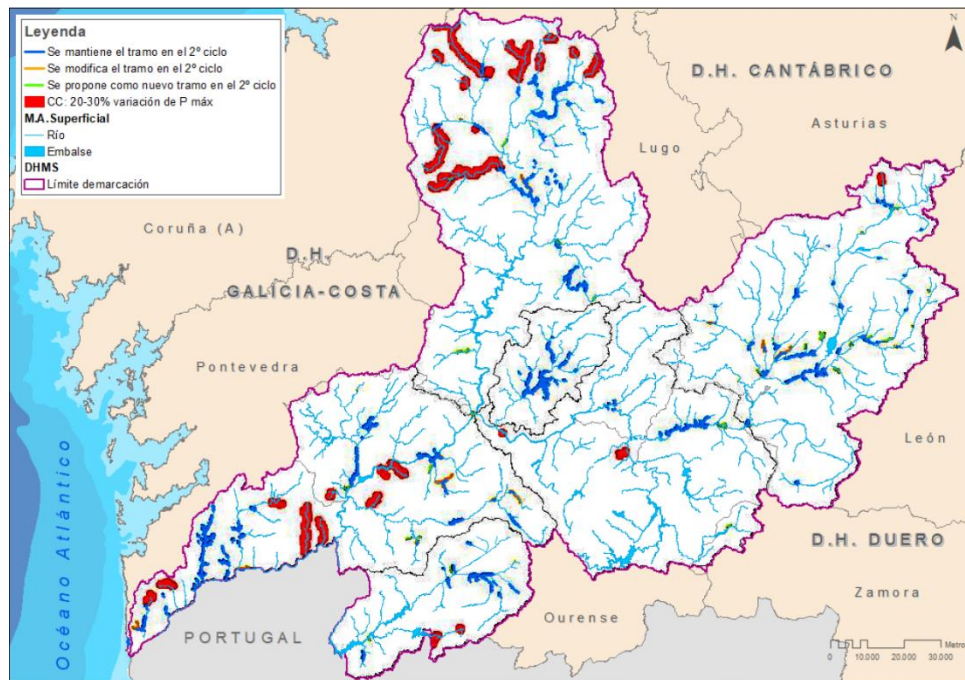 Leyenda
Se mantiene el tramo en el 2º ciclo
Se modifica el tramo en el 2º ciclo
Se propone como nuevo tramo en el 2º ciclo
CC: 20-30% variación de P máx
M.A.Superficial
Río
Embalse
DHMS
Límite demarcación
N
D.H. CANTÁBRICO
Asturias
Lugo
Coruña (A)
D.H.
GALICIA-COSTA
Pontevedra
León
Océano Atlántico
D.H. DUERO
Zamora
Ourense
PORTUGAL
Metro
0 10.000 20.000 30.000